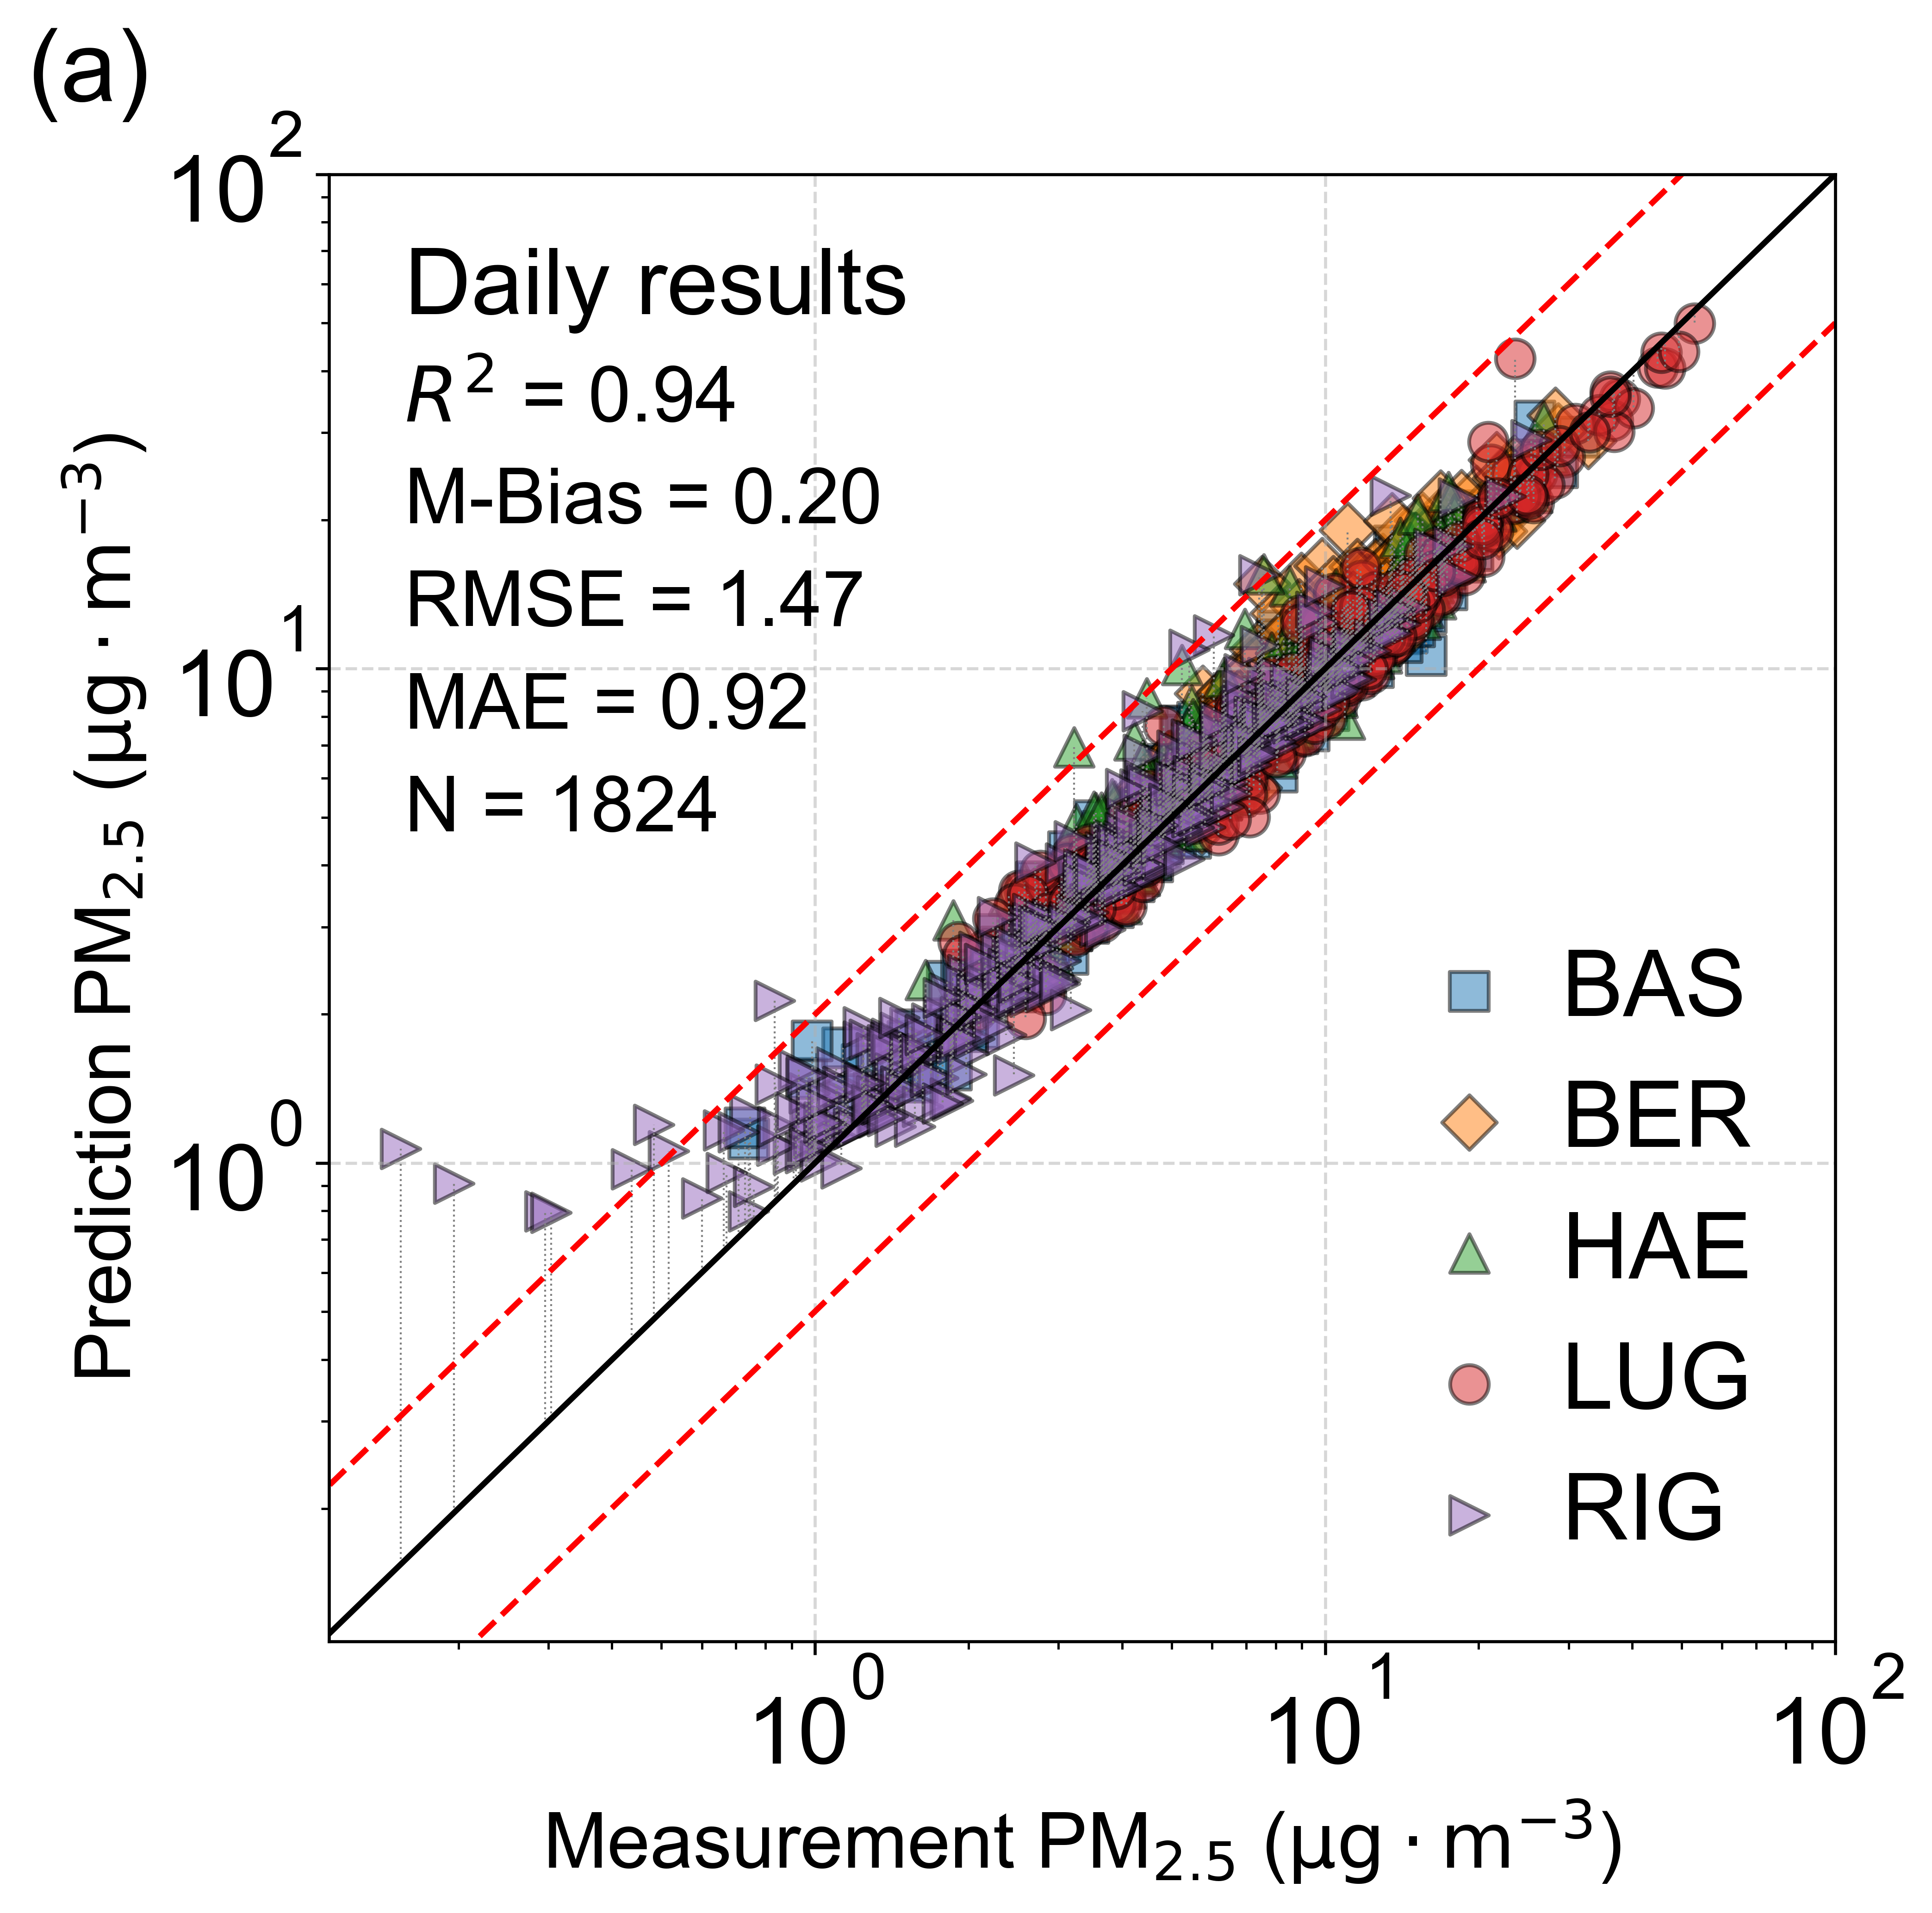 (a)
10²
10¹
10⁰
Prediction PM₂.₅ (µg·m⁻³)
Daily results
R² = 0.94
M-Bias = 0.20
RMSE = 1.47
MAE = 0.92
N = 1824
BAS
BER
HAE
LUG
RIG
10⁰ 10¹ 10²
Measurement PM₂.₅ (µg·m⁻³)